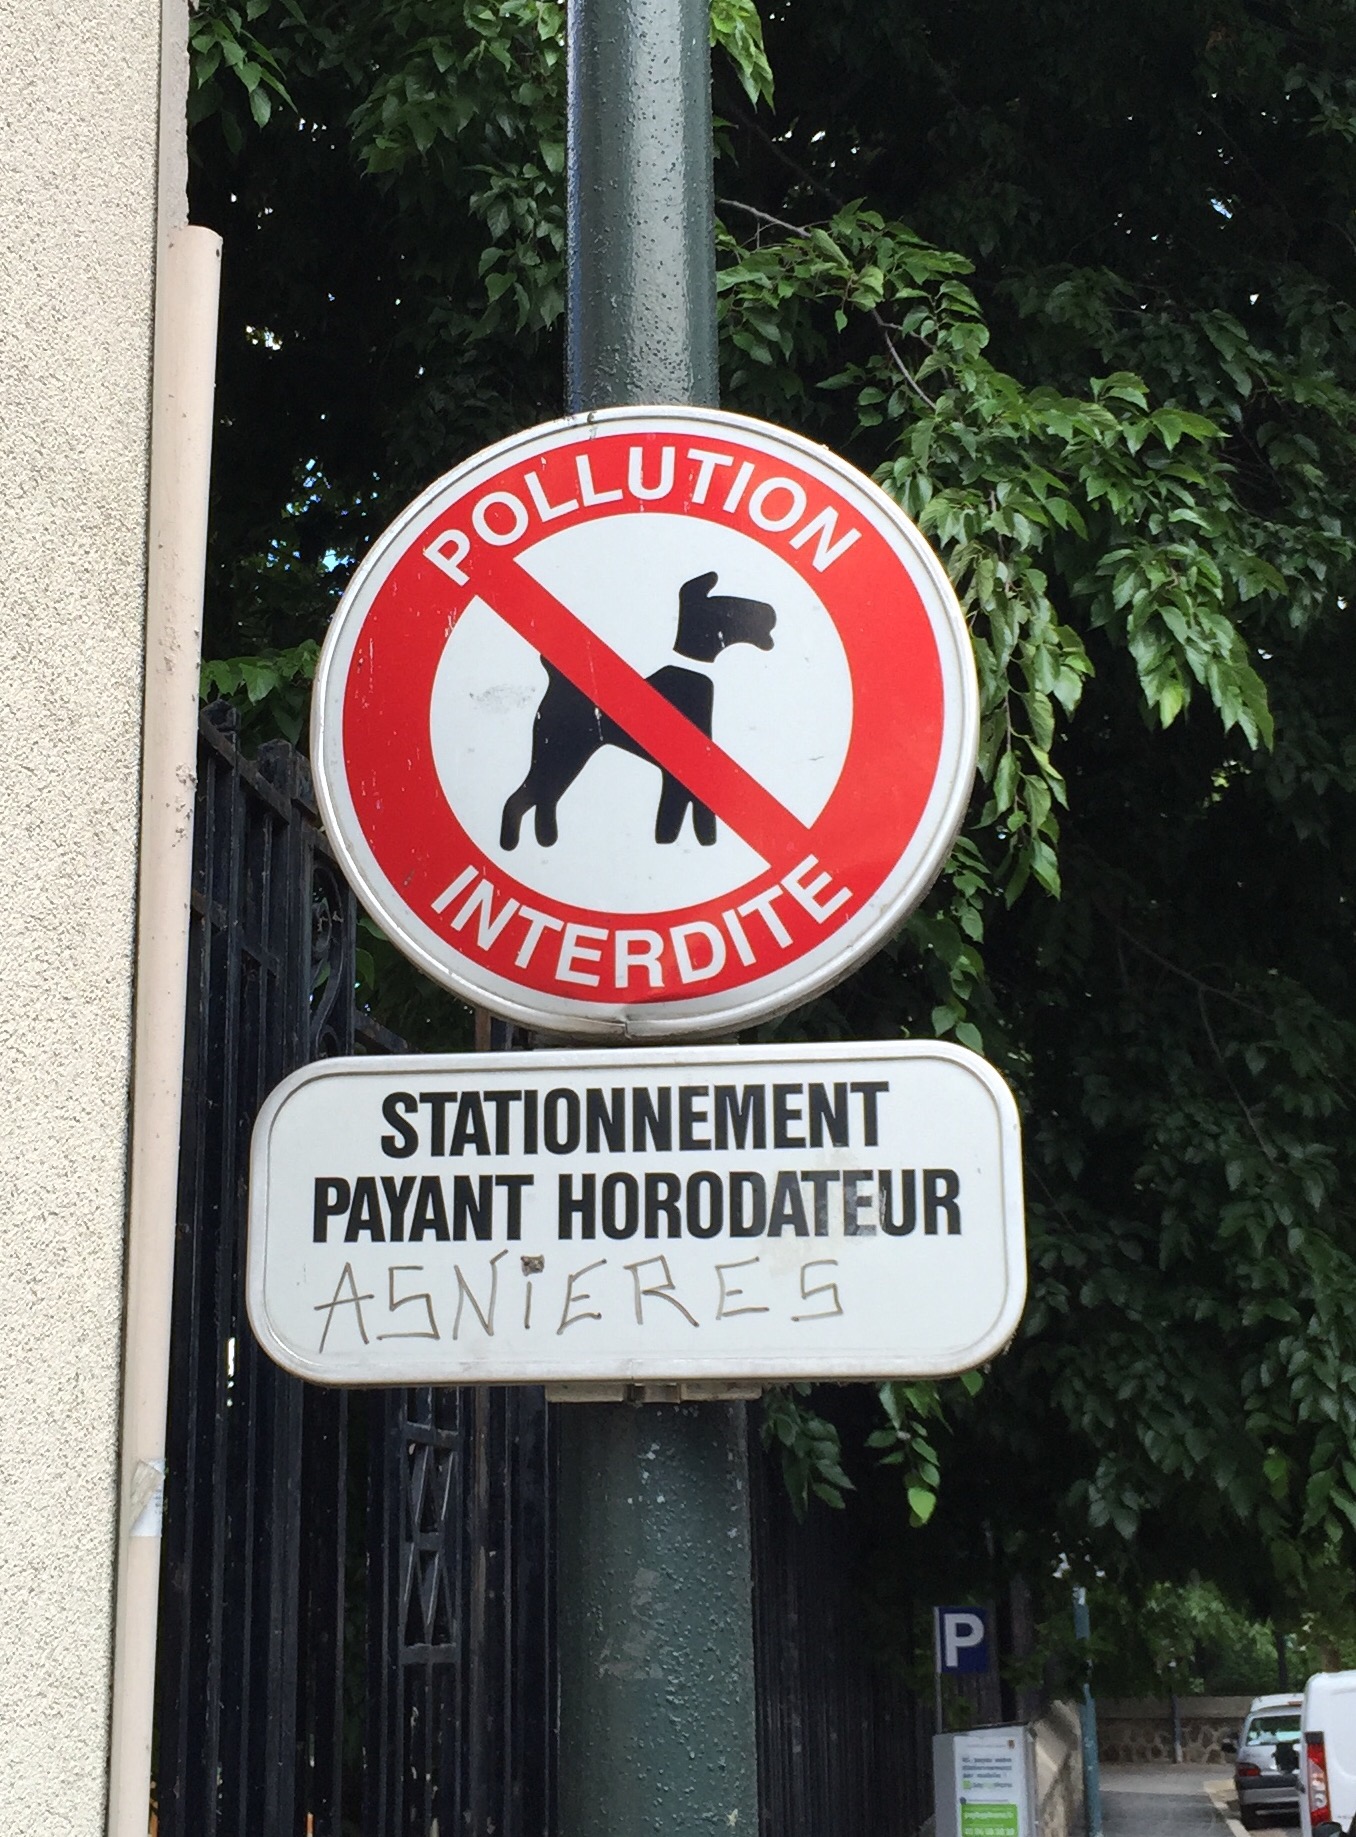 POLLUTION
INTERDITE
STATIONNEMENT
PAYANT HORODATEUR
ASNiERES
P